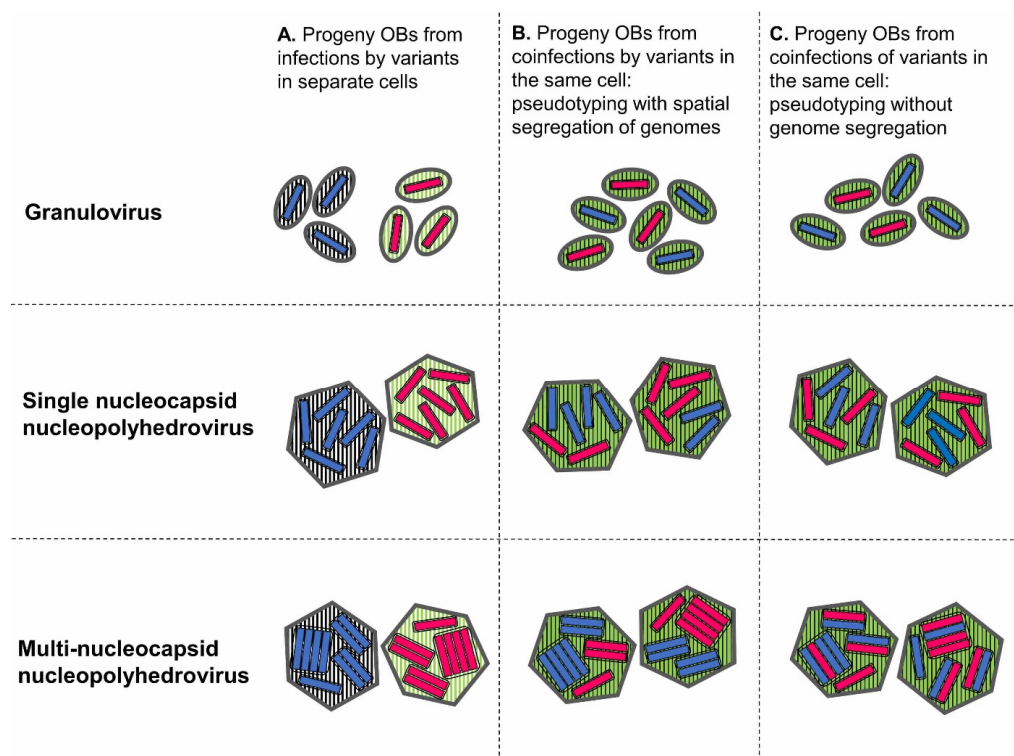 A. Progeny OBs from
infections by variants
in separate cells
B. Progeny OBs from
coinfections by variants in
the same cell:
pseudotyping with spatial
segregation of genomes
C. Progeny OBs from
coinfections of variants in
the same cell:
pseudotyping without
genome segregation
Granulovirus
Single nucleocapsid
nucleopolyhedrovirus
Multi-nucleocapsid
nucleopolyhedrovirus